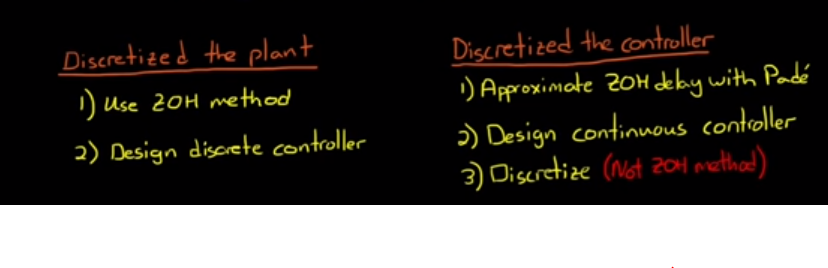 Discretized the plant
1) Use ZOH method
2) Design discrete controller
Discretized the controller
1) Approximate ZOH delay with Padé
2) Design continuous controller
3) Discretize (Not ZOH method)